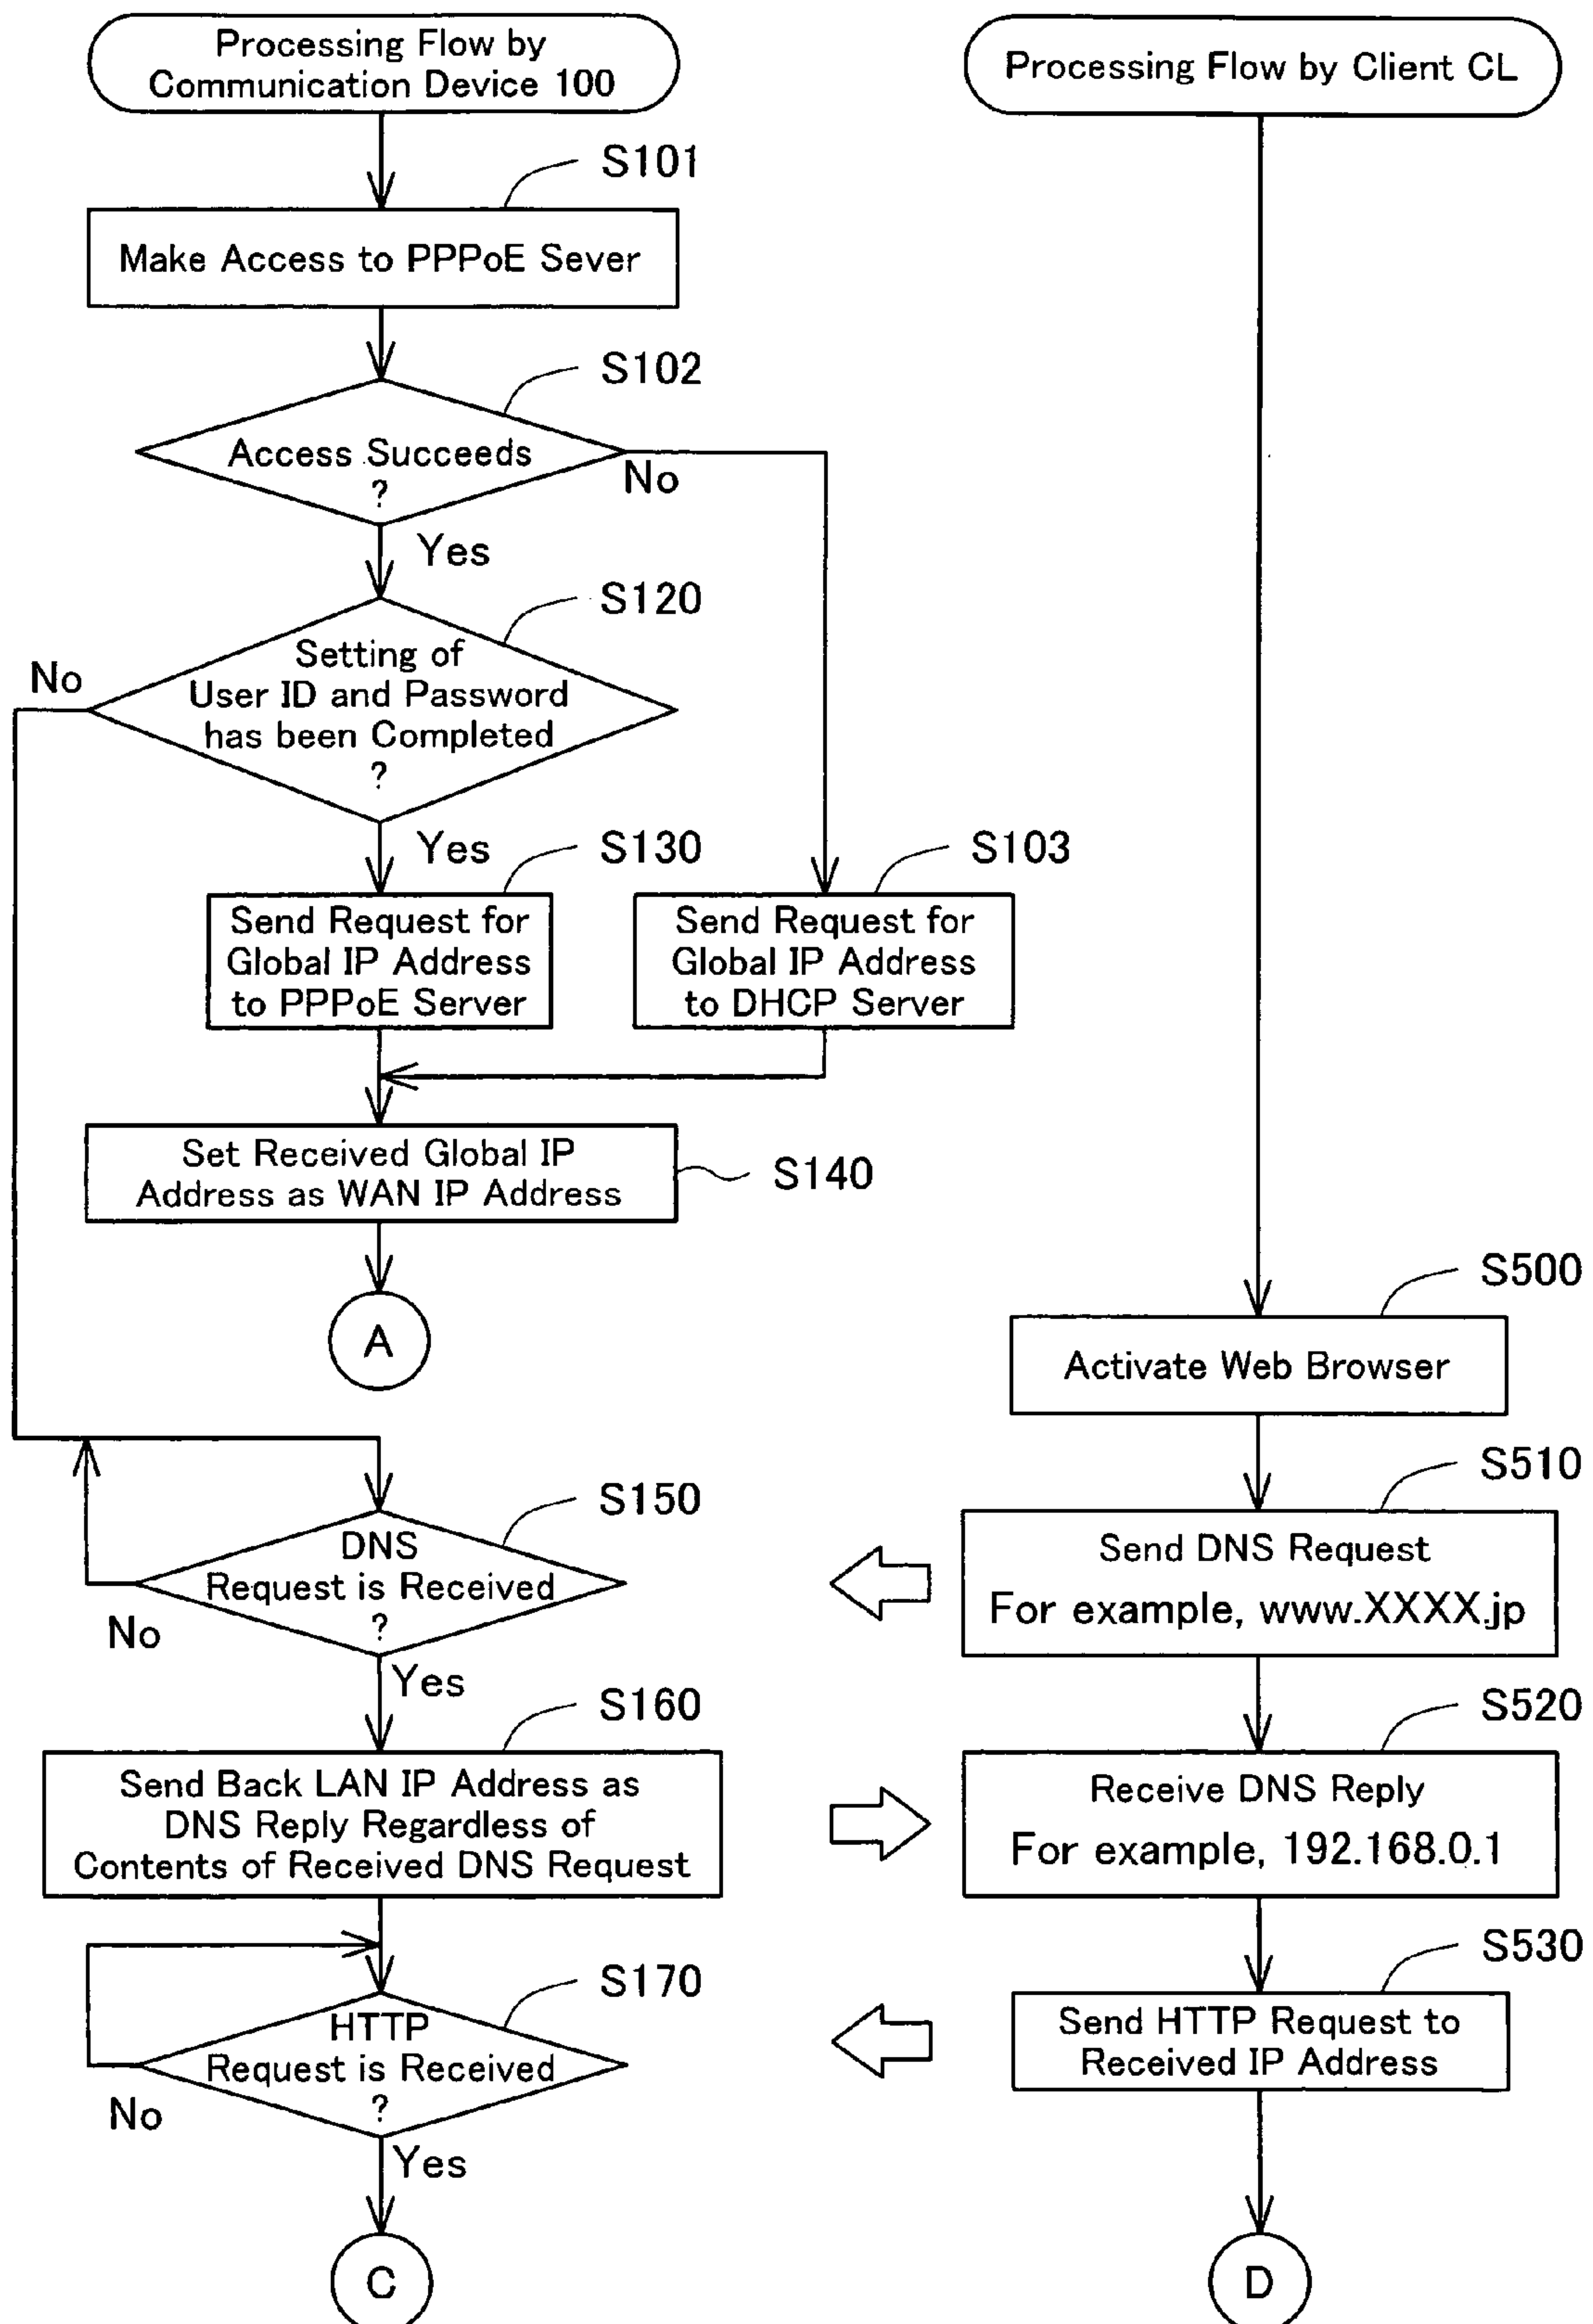 Processing Flow by
Communication Device 100
Processing Flow by Client CL
S101
Make Access to PPPoE Sever
S102
Access Succeeds
?
No
Yes
S120
Setting of
User ID and Password
has been Completed
?
No
Yes
S130
Send Request for
Global IP Address
to PPPoE Server
S103
Send Request for
Global IP Address
to DHCP Server
Set Received Global IP
Address as WAN IP Address
S140
A
S500
Activate Web Browser
S510
Send DNS Request
For example, www.XXXX.jp
S150
DNS
Request is Received
?
No
Yes
S160
Send Back LAN IP Address as
DNS Reply Regardless of
Contents of Received DNS Request
S520
Receive DNS Reply
For example, 192.168.0.1
S530
Send HTTP Request to
Received IP Address
S170
HTTP
Request is Received
?
No
Yes
C
D